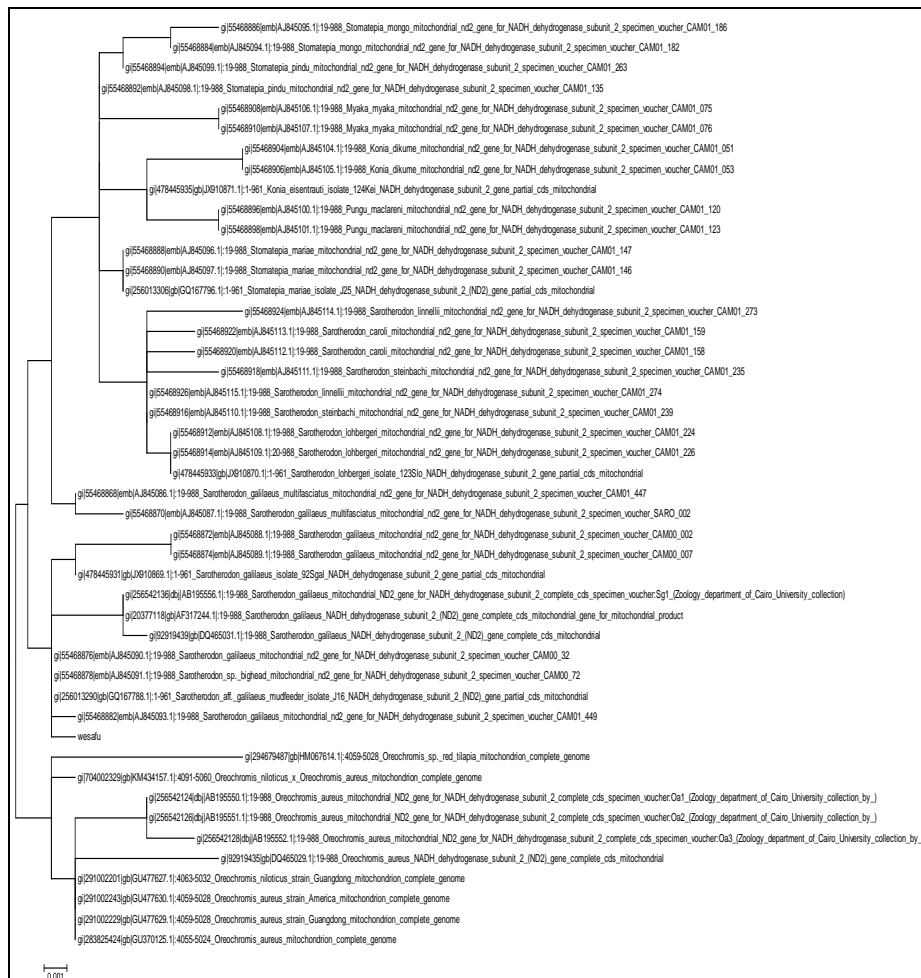 gi|55468886|emb|AJ845095.1|:19-988_Stomatepia_mongo_mitochondrial_nd2_gene_for_NADH_dehydrogenase_subunit_2_specimen_voucher_CAM01_186
gi|55468884|emb|AJ845094.1|:19-988_Stomatepia_mongo_mitochondrial_nd2_gene_for_NADH_dehydrogenase_subunit_2_specimen_voucher_CAM01_182
gi|55468894|emb|AJ845099.1|:19-988_Stomatepia_pindu_mitochondrial_nd2_gene_for_NADH_dehydrogenase_subunit_2_specimen_voucher_CAM01_263
gi|55468892|emb|AJ845098.1|:19-988_Stomatepia_pindu_mitochondrial_nd2_gene_for_NADH_dehydrogenase_subunit_2_specimen_voucher_CAM01_135
gi|55468908|emb|AJ845106.1|:19-988_Myaka_myaka_mitochondrial_nd2_gene_for_NADH_dehydrogenase_subunit_2_specimen_voucher_CAM01_075
gi|55468910|emb|AJ845107.1|:19-988_Myaka_myaka_mitochondrial_nd2_gene_for_NADH_dehydrogenase_subunit_2_specimen_voucher_CAM01_076
gi|55468904|emb|AJ845104.1|:19-988_Konia_dikume_mitochondrial_nd2_gene_for_NADH_dehydrogenase_subunit_2_specimen_voucher_CAM01_051
gi|55468906|emb|AJ845105.1|:19-988_Konia_dikume_mitochondrial_nd2_gene_for_NADH_dehydrogenase_subunit_2_specimen_voucher_CAM01_053
gi|478445935|gb|JX910871.1|:1-961_Konia_eisentrauti_isolate_124Kei_NADH_dehydrogenase_subunit_2_gene_partial_cds_mitochondrial
gi|55468896|emb|AJ845100.1|:19-988_Pungu_maclareni_mitochondrial_nd2_gene_for_NADH_dehydrogenase_subunit_2_specimen_voucher_CAM01_120
gi|55468898|emb|AJ845101.1|:19-988_Pungu_maclareni_mitochondrial_nd2_gene_for_NADH_dehydrogenase_subunit_2_specimen_voucher_CAM01_123
gi|55468888|emb|AJ845096.1|:19-988_Stomatepia_mariae_mitochondrial_nd2_gene_for_NADH_dehydrogenase_subunit_2_specimen_voucher_CAM01_147
gi|55468890|emb|AJ845097.1|:19-988_Stomatepia_mariae_mitochondrial_nd2_gene_for_NADH_dehydrogenase_subunit_2_specimen_voucher_CAM01_146
gi|256013306|gb|GQ167796.1|:1-961_Stomatepia_mariae_isolate_J25_NADH_dehydrogenase_subunit_2_(ND2)_gene_partial_cds_mitochondrial
gi|55468924|emb|AJ845114.1|:19-988_Sarotherodon_linnellii_mitochondrial_nd2_gene_for_NADH_dehydrogenase_subunit_2_specimen_voucher_CAM01_273
gi|55468922|emb|AJ845113.1|:19-988_Sarotherodon_caroli_mitochondrial_nd2_gene_for_NADH_dehydrogenase_subunit_2_specimen_voucher_CAM01_159
gi|55468920|emb|AJ845112.1|:19-988_Sarotherodon_caroli_mitochondrial_nd2_gene_for_NADH_dehydrogenase_subunit_2_specimen_voucher_CAM01_158
gi|55468918|emb|AJ845111.1|:19-988_Sarotherodon_steinbachi_mitochondrial_nd2_gene_for_NADH_dehydrogenase_subunit_2_specimen_voucher_CAM01_235
gi|55468926|emb|AJ845115.1|:19-988_Sarotherodon_linnellii_mitochondrial_nd2_gene_for_NADH_dehydrogenase_subunit_2_specimen_voucher_CAM01_274
gi|55468916|emb|AJ845110.1|:19-988_Sarotherodon_steinbachi_mitochondrial_nd2_gene_for_NADH_dehydrogenase_subunit_2_specimen_voucher_CAM01_239
gi|55468912|emb|AJ845108.1|:19-988_Sarotherodon_lohbergeri_mitochondrial_nd2_gene_for_NADH_dehydrogenase_subunit_2_specimen_voucher_CAM01_224
gi|55468914|emb|AJ845109.1|:20-988_Sarotherodon_lohbergeri_mitochondrial_nd2_gene_for_NADH_dehydrogenase_subunit_2_specimen_voucher_CAM01_226
gi|478445933|gb|JX910870.1|:1-961_Sarotherodon_lohbergeri_isolate_123Slo_NADH_dehydrogenase_subunit_2_gene_partial_cds_mitochondrial
gi|55468868|emb|AJ845086.1|:19-988_Sarotherodon_galilaeus_multifasciatus_mitochondrial_nd2_gene_for_NADH_dehydrogenase_subunit_2_specimen_voucher_CAM01_447
gi|55468870|emb|AJ845087.1|:19-988_Sarotherodon_galilaeus_multifasciatus_mitochondrial_nd2_gene_for_NADH_dehydrogenase_subunit_2_specimen_voucher_SARO_002
gi|55468872|emb|AJ845088.1|:19-988_Sarotherodon_galilaeus_mitochondrial_nd2_gene_for_NADH_dehydrogenase_subunit_2_specimen_voucher_CAM00_002
gi|55468874|emb|AJ845089.1|:19-988_Sarotherodon_galilaeus_mitochondrial_nd2_gene_for_NADH_dehydrogenase_subunit_2_specimen_voucher_CAM00_007
gi|478445931|gb|JX910869.1|:1-961_Sarotherodon_galilaeus_isolate_92Sgal_NADH_dehydrogenase_subunit_2_gene_partial_cds_mitochondrial
gi|256542136|dbj|AB195556.1|:19-988_Sarotherodon_galilaeus_mitochondrial_ND2_gene_for_NADH_dehydrogenase_subunit_2_complete_cds_specimen_voucher:Sg1_(Zoology_department_of_Cairo_University_collection)
gi|20377118|gb|AF317244.1|:19-988_Sarotherodon_galilaeus_NADH_dehydrogenase_subunit_2_(ND2)_gene_complete_cds_mitochondrial_gene_for_mitochondrial_product
gi|92919439|gb|DQ465031.1|:19-988_Sarotherodon_galilaeus_NADH_dehydrogenase_subunit_2_(ND2)_gene_complete_cds_mitochondrial
gi|55468876|emb|AJ845090.1|:19-988_Sarotherodon_galilaeus_mitochondrial_nd2_gene_for_NADH_dehydrogenase_subunit_2_specimen_voucher_CAM00_32
gi|55468878|emb|AJ845091.1|:19-988_Sarotherodon_sp._bighead_mitochondrial_nd2_gene_for_NADH_dehydrogenase_subunit_2_specimen_voucher_CAM00_72
gi|256013290|gb|GQ167788.1|:1-961_Sarotherodon_aff._galilaeus_mudfeeder_isolate_J16_NADH_dehydrogenase_subunit_2_(ND2)_gene_partial_cds_mitochondrial
gi|55468882|emb|AJ845093.1|:19-988_Sarotherodon_galilaeus_mitochondrial_nd2_gene_for_NADH_dehydrogenase_subunit_2_specimen_voucher_CAM01_449
wesafu
gi|294679487|gb|HM067614.1|:4059-5028_Oreochromis_sp._red_tilapia_mitochondrion_complete_genome
gi|704002329|gb|KM434157.1|:4091-5060_Oreochromis_niloticus_x_Oreochromis_aureus_mitochondrion_complete_genome
gi|256542124|dbj|AB195550.1|:19-988_Oreochromis_aureus_mitochondrial_ND2_gene_for_NADH_dehydrogenase_subunit_2_complete_cds_specimen_voucher:Oa1_(Zoology_department_of_Cairo_University_collection_by_)
gi|256542126|dbj|AB195551.1|:19-988_Oreochromis_aureus_mitochondrial_ND2_gene_for_NADH_dehydrogenase_subunit_2_complete_cds_specimen_voucher:Oa2_(Zoology_department_of_Cairo_University_collection_by_)
gi|256542128|dbj|AB195552.1|:19-988_Oreochromis_aureus_mitochondrial_ND2_gene_for_NADH_dehydrogenase_subunit_2_complete_cds_specimen_voucher:Oa3_(Zoology_department_of_Cairo_University_collection_by_
gi|92919435|gb|DQ465029.1|:19-988_Oreochromis_aureus_NADH_dehydrogenase_subunit_2_(ND2)_gene_complete_cds_mitochondrial
gi|291002201|gb|GU477627.1|:4063-5032_Oreochromis_niloticus_strain_Guangdong_mitochondrion_complete_genome
gi|291002243|gb|GU477630.1|:4059-5028_Oreochromis_aureus_strain_America_mitochondrion_complete_genome
gi|291002229|gb|GU477629.1|:4059-5028_Oreochromis_aureus_strain_Guangdong_mitochondrion_complete_genome
gi|283825424|gb|GU370125.1|:4055-5024_Oreochromis_aureus_mitochondrion_complete_genome
0.001